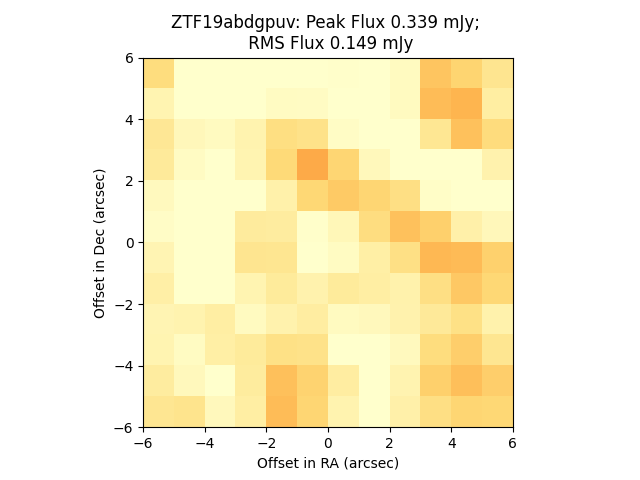 ZTF19abdgpuv: Peak Flux 0.339 mJy;
RMS Flux 0.149 mJy
6
4
2
0
−2
−4
−6
Offset in Dec (arcsec)
−6 −4 −2 0 2 4 6
Offset in RA (arcsec)